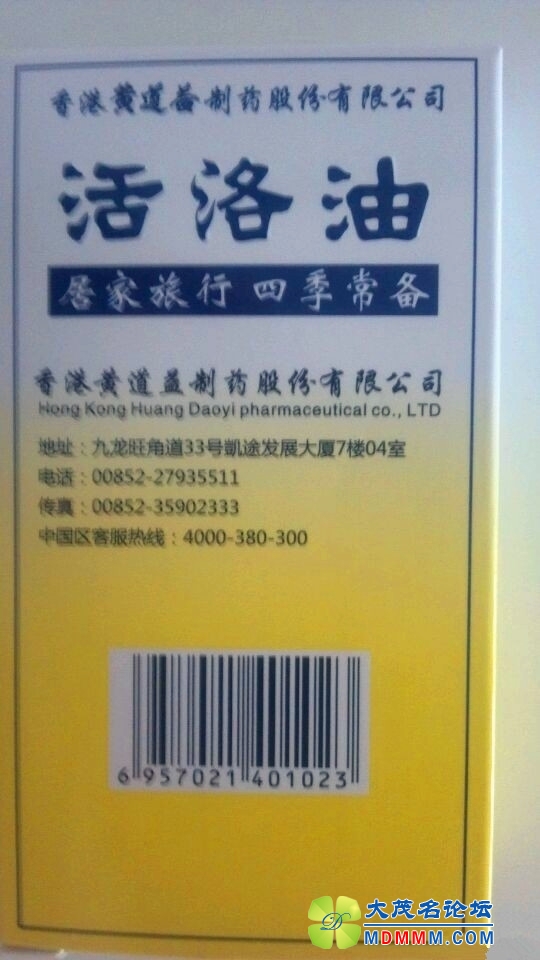 香港黄道益制药股份有限公司
活洛油
居家旅行 四季常备
香港黄道益制药股份有限公司
Hong Kong Huang Daoyi pharmaceutical co., LTD
地址：九龙旺角道33号凱途发展大厦7楼04室
电话：00852-27935511
传真：00852-35902333
中国区客服热线：4000-380-300
6 957021 401023
大茂名论坛
MDMMM.COM